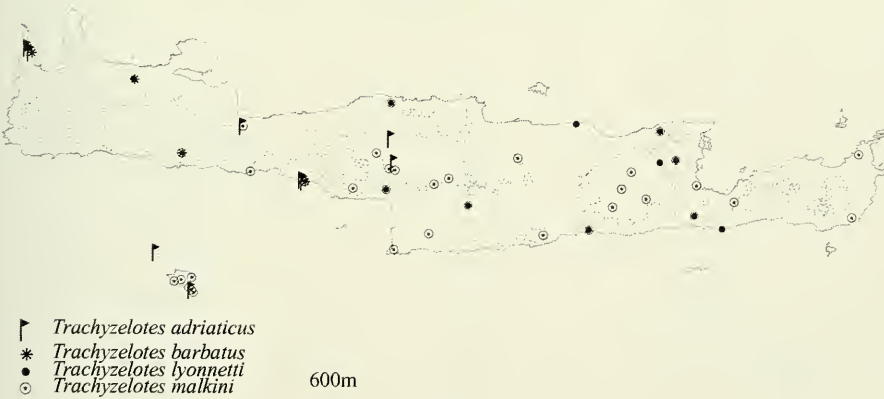 Trachyzelotes adriaticus
Trachyzelotes barbatus
Trachyzelotes lyonnetti
Trachyzelotes malkini
600m